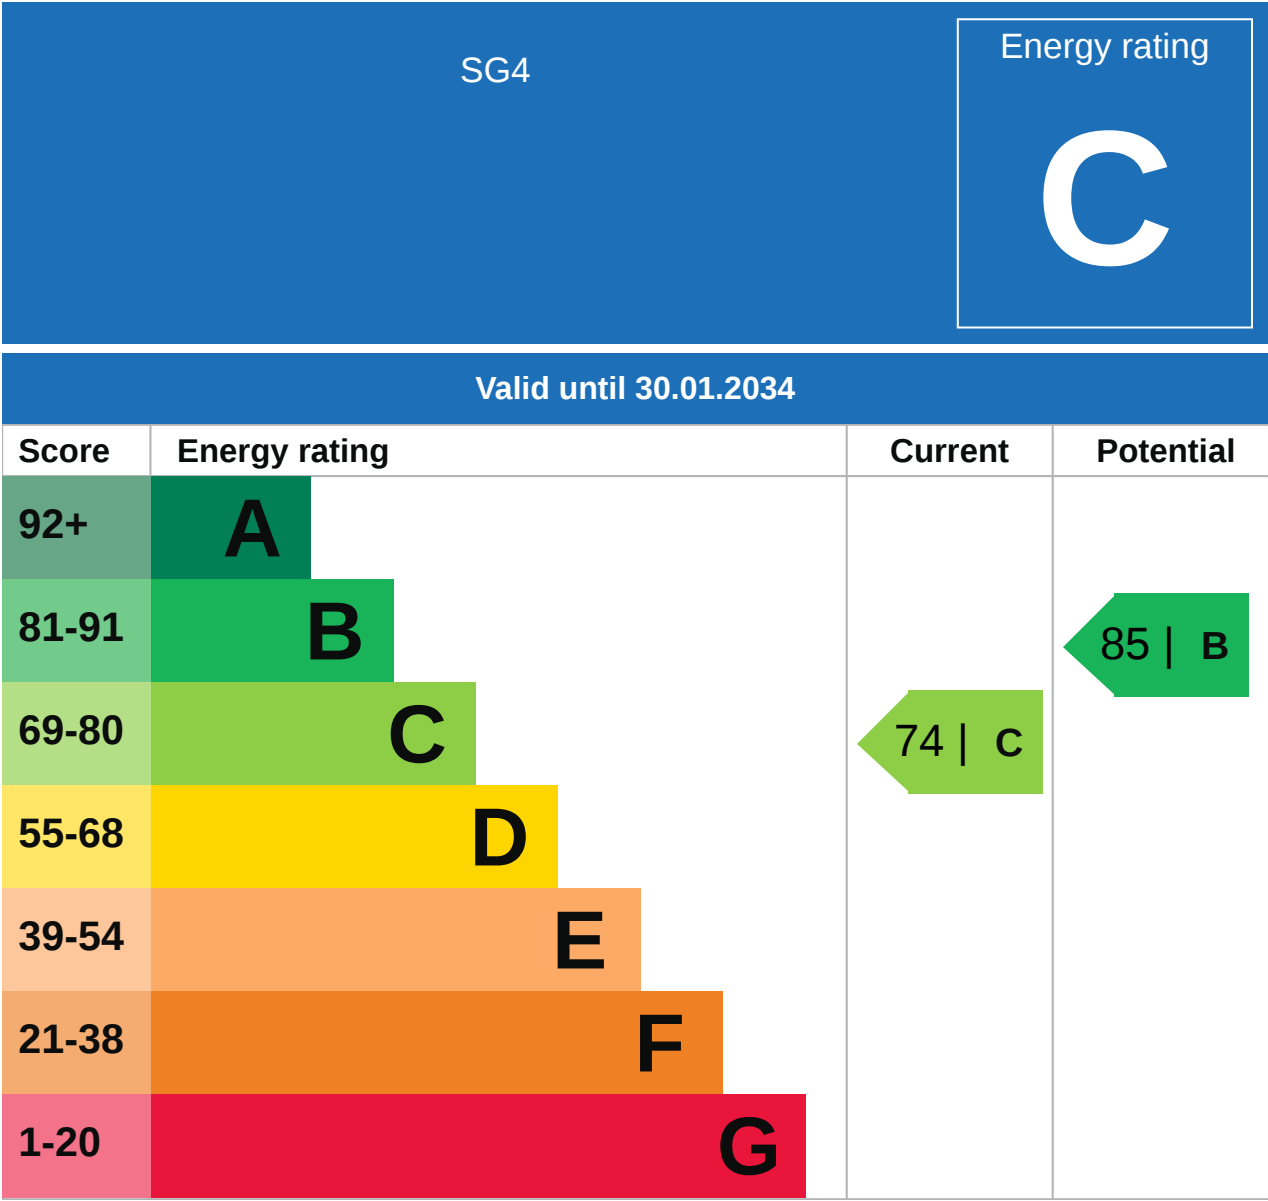 SG4
Energy rating
C
Valid until 30.01.2034
Score Energy rating Current Potential
92+ A
81-91 B
85 | B
69-80 C
74 | C
55-68 D
39-54 E
21-38 F
1-20 G